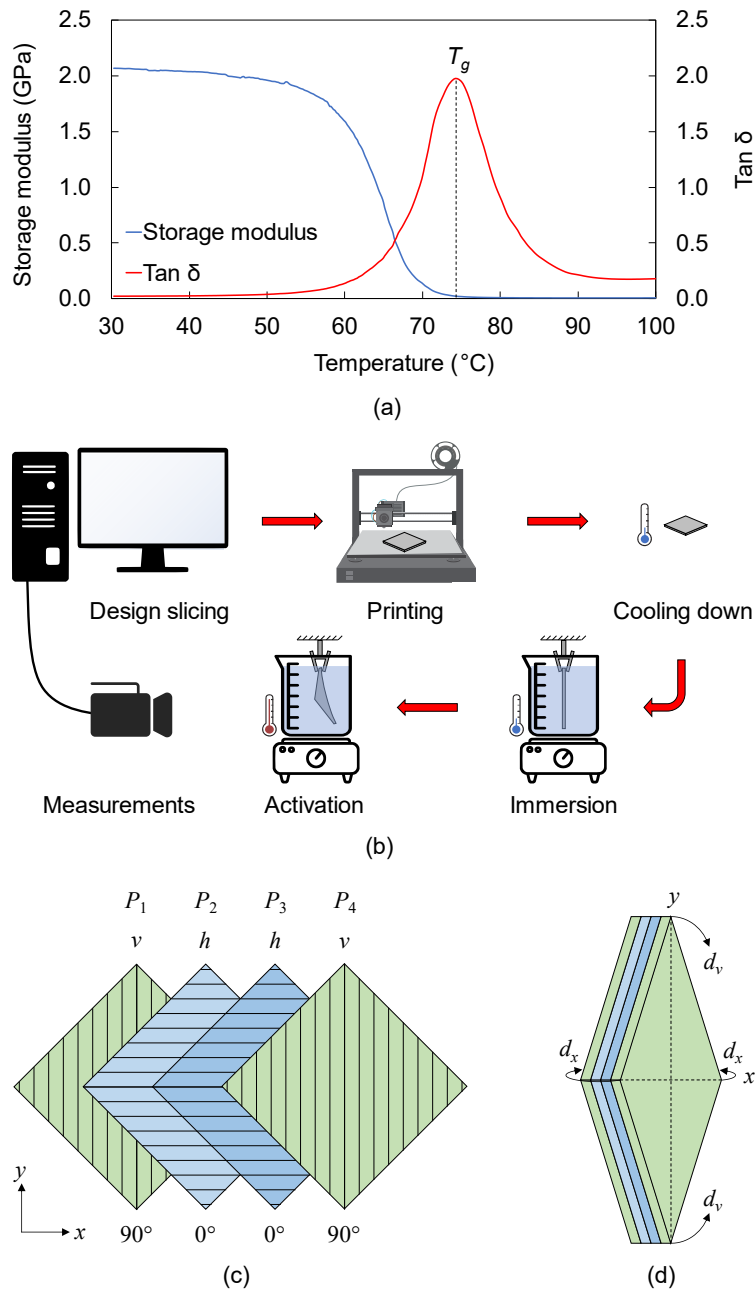 2.5
2.0
1.5
1.0
0.5
0.0
Storage modulus (GPa)
Tg
Storage modulus
Tan δ
2.5
2.0
1.5
1.0
0.5
0.0
Tan δ
30 40 50 60 70 80 90 100
Temperature (°C)
(a)
Design slicing
Printing
Cooling down
Measurements
Activation
Immersion
(b)
P1 P2 P3 P4
v h h v
y
x
90° 0° 0° 90°
(c)
y
dv
dx
dx
x
dv
(d)